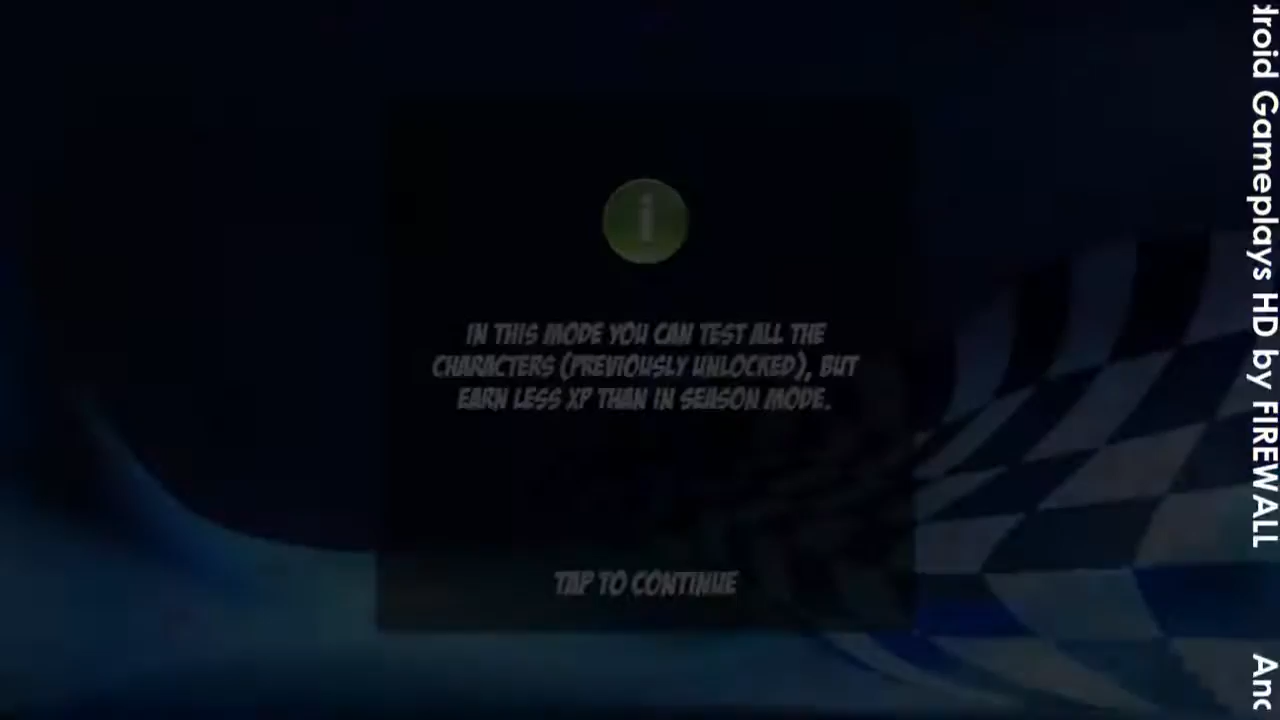 IN THIS MODE YOU CAN TEST ALL THE
CHARACTERS (PREVIOUSLY UNLOCKED), BUT
EARN LESS XP THAN IN SEASON MODE.
TAP TO CONTINUE
droid Gameplays HD by FIREWALL
And